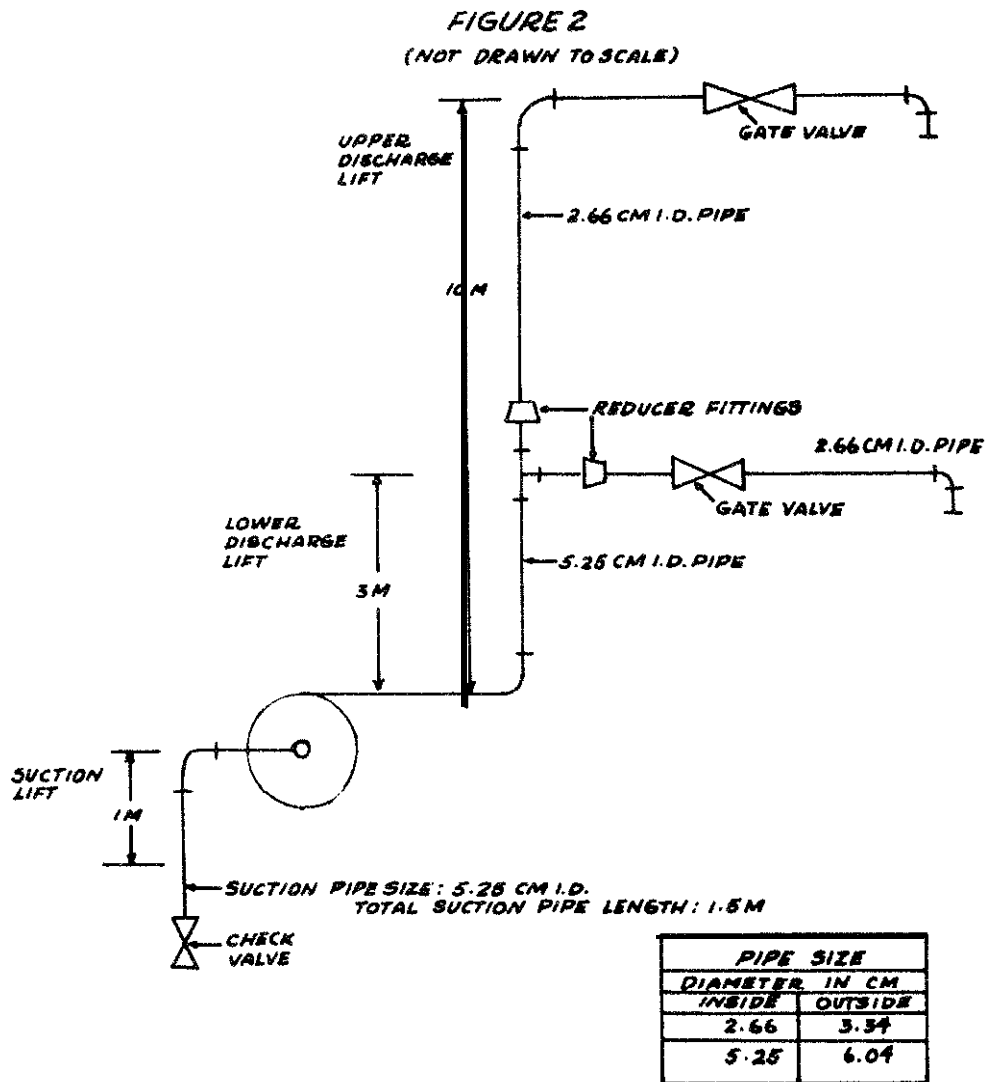 FIGURE 2
(NOT DRAWN TO SCALE)
UPPER
DISCHARGE
LIFT
GATE VALVE
2.66 CM I.D. PIPE
10 M
REDUCER FITTINGS
2.66 CM I.D. PIPE
GATE VALVE
LOWER
DISCHARGE
LIFT
5.25 CM I.D. PIPE
3 M
SUCTION
LIFT
1 M
SUCTION PIPE SIZE: 5.25 CM I.D.
TOTAL SUCTION PIPE LENGTH: 1.5 M
CHECK
VALVE
PIPE SIZE
DIAMETER IN CM
INSIDE OUTSIDE
2.66 3.34
5.25 6.04